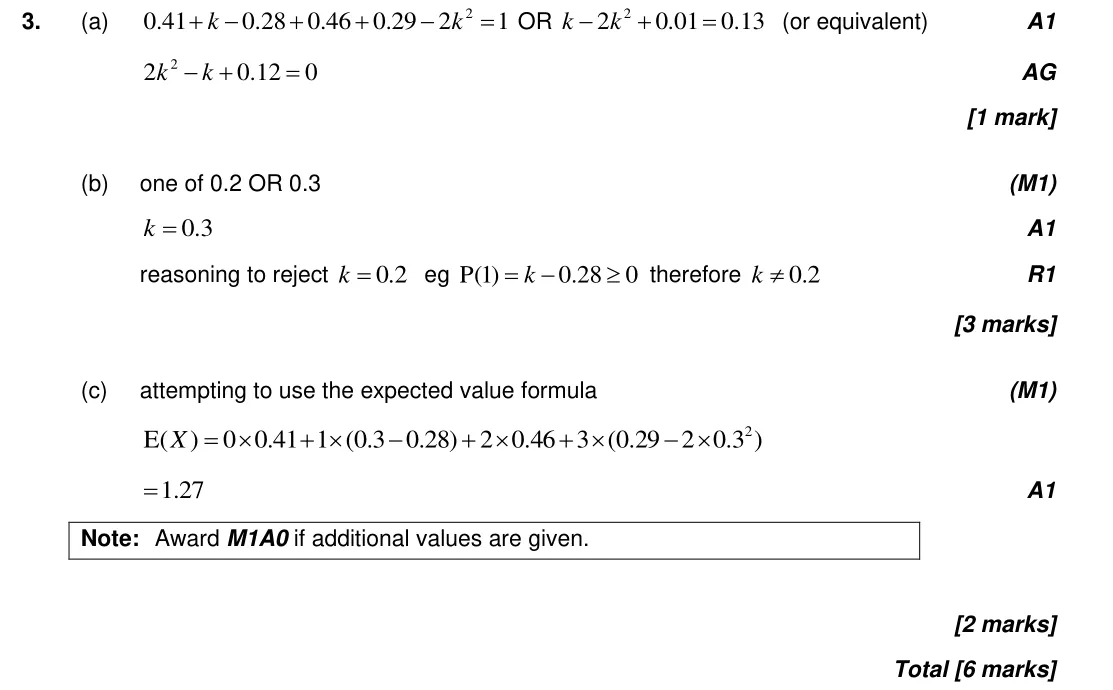 3. (a) 0.41 + k − 0.28 + 0.46 + 0.29 − 2k² = 1 OR k − 2k² + 0.01 = 0.13 (or equivalent) A1
2k² − k + 0.12 = 0 AG
[1 mark]
(b) one of 0.2 OR 0.3 (M1)
k = 0.3 A1
reasoning to reject k = 0.2 eg P(1) = k − 0.28 ≥ 0 therefore k ≠ 0.2 R1
[3 marks]
(c) attempting to use the expected value formula (M1)
E(X) = 0×0.41 + 1×(0.3 − 0.28) + 2×0.46 + 3×(0.29 − 2×0.3²)
= 1.27 A1
Note: Award M1A0 if additional values are given.
[2 marks]
Total [6 marks]